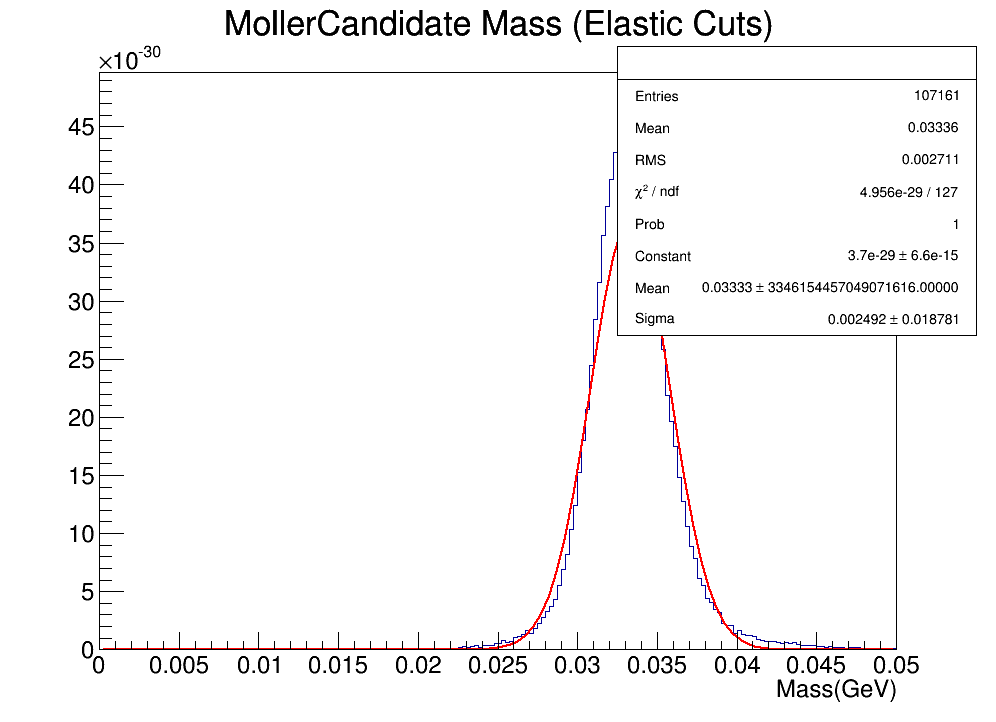 MollerCandidate Mass (Elastic Cuts)
×10⁻³⁰
Entries 107161
Mean 0.03336
RMS 0.002711
χ² / ndf 4.956e-29 / 127
Prob 1
Constant 3.7e-29 ± 6.6e-15
Mean 0.03333 ± 3346154457049071616.00000
Sigma 0.002492 ± 0.018781
45
40
35
30
25
20
15
10
5
0
0 0.005 0.01 0.015 0.02 0.025 0.03 0.035 0.04 0.045 0.05
Mass(GeV)